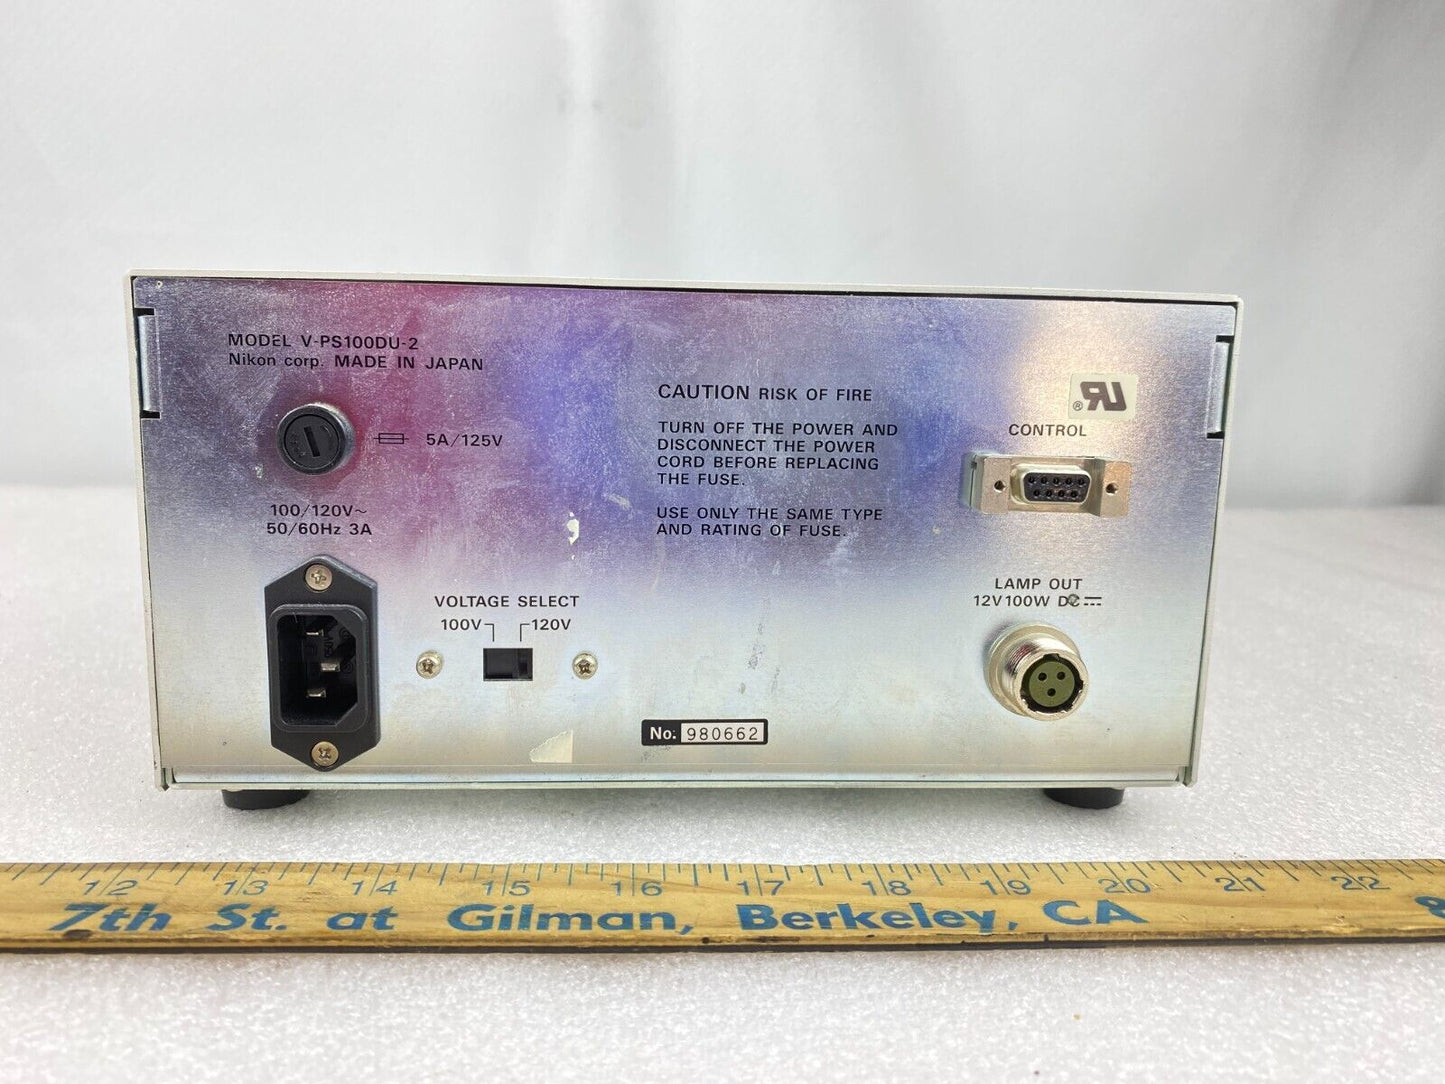 MODEL V-PS100DU-2
Nikon corp. MADE IN JAPAN
5A/125V
100/120V~
50/60Hz 3A
VOLTAGE SELECT
100V
120V
CAUTION RISK OF FIRE
TURN OFF THE POWER AND
DISCONNECT THE POWER
CORD BEFORE REPLACING
THE FUSE.
USE ONLY THE SAME TYPE
AND RATING OF FUSE.
No. 980662
CONTROL
LAMP OUT
12V100W DC
12 13 14 15 16 17 18 19 20 21 22
7th St. at Gilman, Berkeley, CA